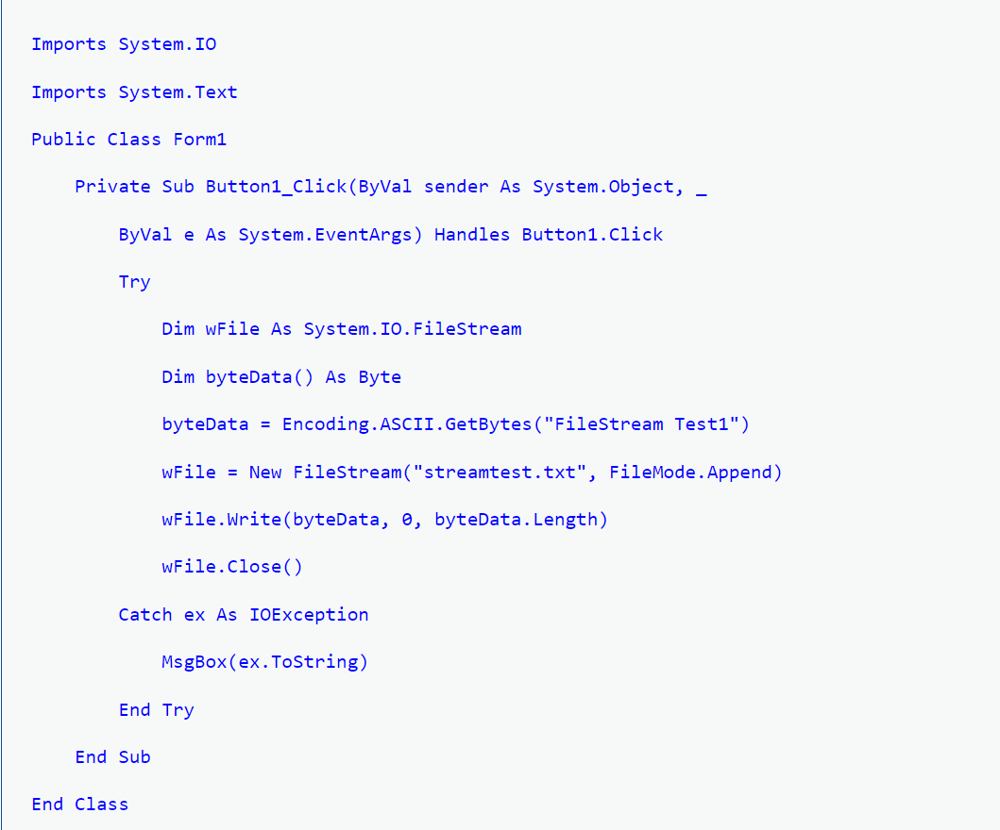 Imports System.IO
Imports System.Text
Public Class Form1
    Private Sub Button1_Click(ByVal sender As System.Object, _
        ByVal e As System.EventArgs) Handles Button1.Click
        Try
            Dim wFile As System.IO.FileStream
            Dim byteData() As Byte
            byteData = Encoding.ASCII.GetBytes("FileStream Test1")
            wFile = New FileStream("streamtest.txt", FileMode.Append)
            wFile.Write(byteData, 0, byteData.Length)
            wFile.Close()
        Catch ex As IOException
            MsgBox(ex.ToString)
        End Try
    End Sub
End Class